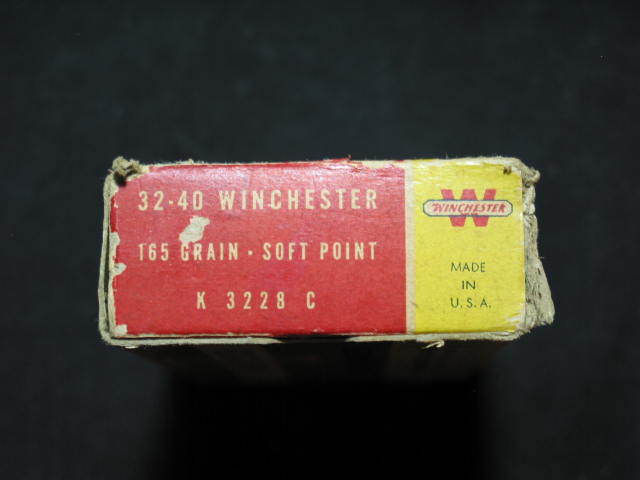 32-40 WINCHESTER
165 GRAIN • SOFT POINT
K 3228 C
W
WINCHESTER
MADE
IN
U.S.A.